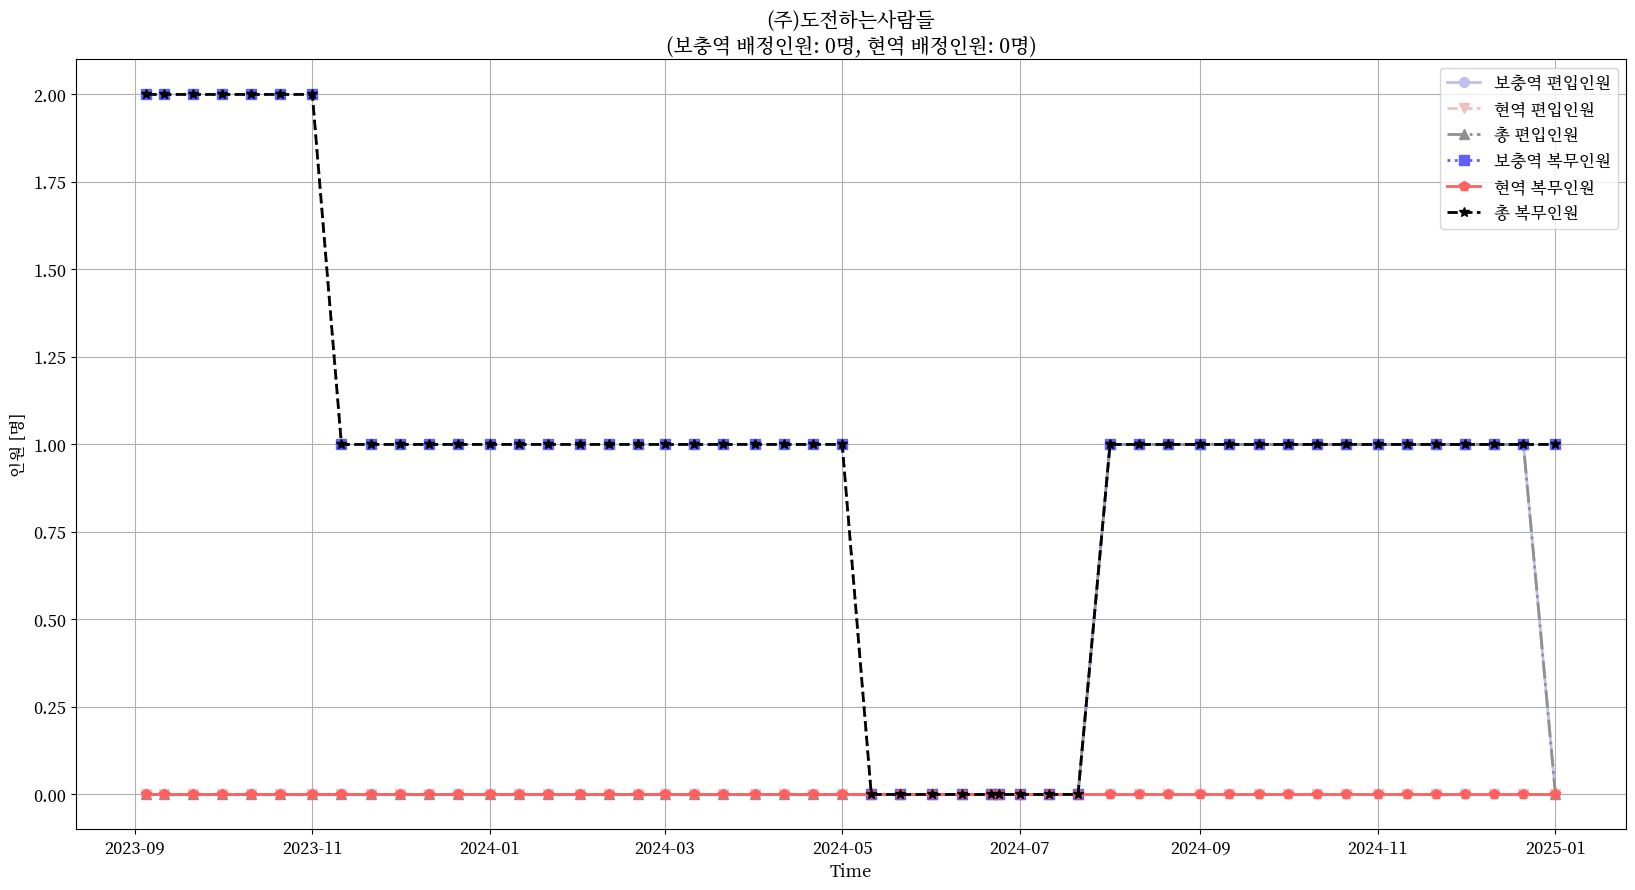 (주)도전하는사람들
(보충역 배정인원: 0명, 현역 배정인원: 0명)
보충역 편입인원
현역 편입인원
총 편입인원
보충역 복무인원
현역 복무인원
총 복무인원
인원 [명]
2.00
1.75
1.50
1.25
1.00
0.75
0.50
0.25
0.00
2023-09 2023-11 2024-01 2024-03 2024-05 2024-07 2024-09 2024-11 2025-01
Time